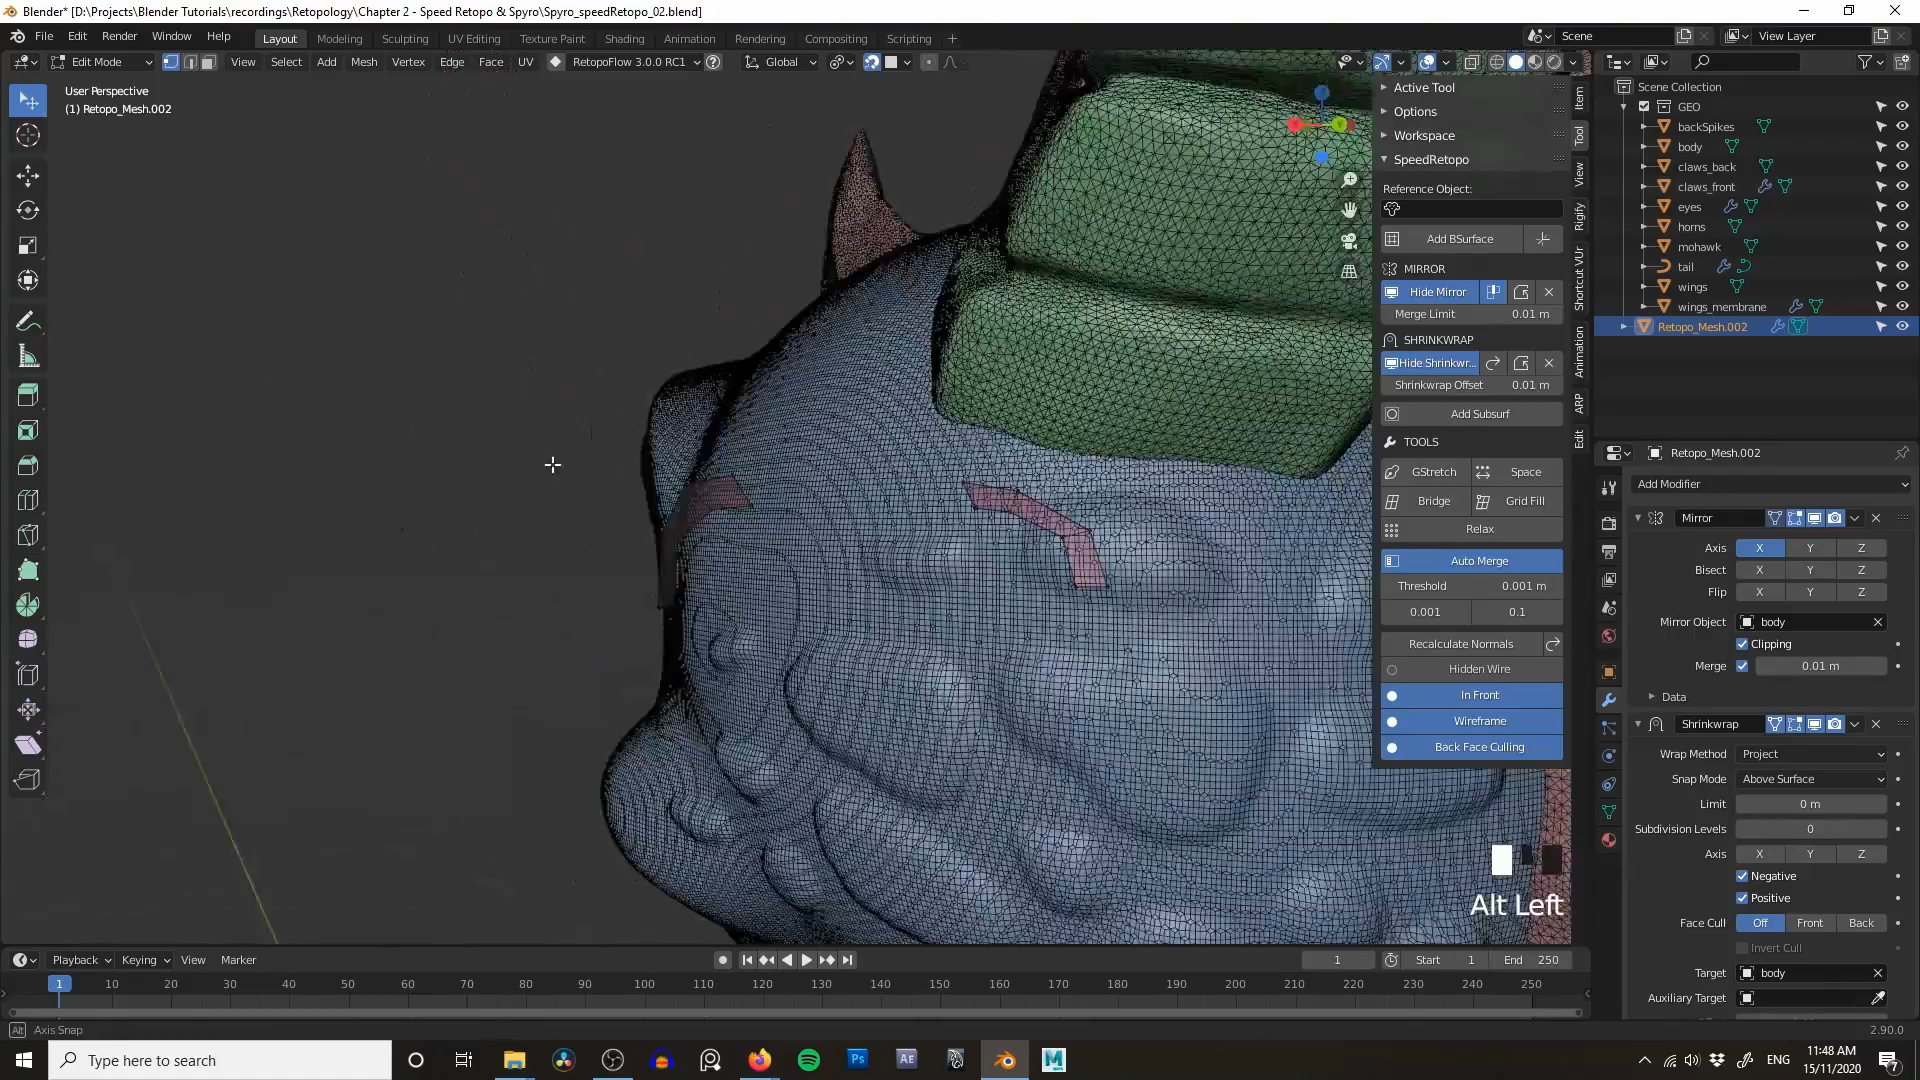 Blender* [D:\Projects\Blender Tutorials\recordings\Retopology\Chapter 2 - Speed Retopo & Spyro\Spyro_speedRetopo_02.blend]
File Edit Render Window Help Layout Modeling Sculpting UV Editing Texture Paint Shading Animation Rendering Compositing Scripting Scene View Layer
Edit Mode View Select Add Mesh Vertex Edge Face UV RetopoFlow 3.0.0 RC1 Global
User Perspective
(1) Retopo_Mesh.002
Active Tool
Options
Workspace
SpeedRetopo
Reference Object:
Add BSurface
MIRROR
Hide Mirror
Merge Limit 0.01 m
SHRINKWRAP
Hide Shrinkwr...
Shrinkwrap Offset 0.01 m
Add Subsurf
TOOLS
GStretch Space
Bridge Grid Fill
Relax
Auto Merge
Threshold 0.001 m
0.001 0.1
Recalculate Normals
Hidden Wire
In Front
Wireframe
Back Face Culling
Item
Tool
View
Rigify
Shortcut VUr
Animation
ARP
Edit
Scene Collection
GEO
backSpikes
body
claws_back
claws_front
eyes
horns
mohawk
tail
wings
wings_membrane
Retopo_Mesh.002
Retopo_Mesh.002
Add Modifier
Mirror
Axis X Y Z
Bisect X Y Z
Flip X Y Z
Mirror Object body
Clipping
Merge 0.01 m
Data
Shrinkwrap
Wrap Method Project
Snap Mode Above Surface
Limit 0 m
Subdivision Levels 0
Axis X Y Z
Negative
Positive
Face Cull Off Front Back
Invert Cull
Target body
Auxiliary Target
Alt Left
Playback Keying View Marker 1 Start 1 End 250
1 10 20 30 40 50 60 70 80 90 100 110 120 130 140 150 160 170 180 190 200 210 220 230 240 250
Alt Axis Snap 2.90.0
Type here to search
Ps
Ae
M
ENG
11:48 AM
15/11/2020
7